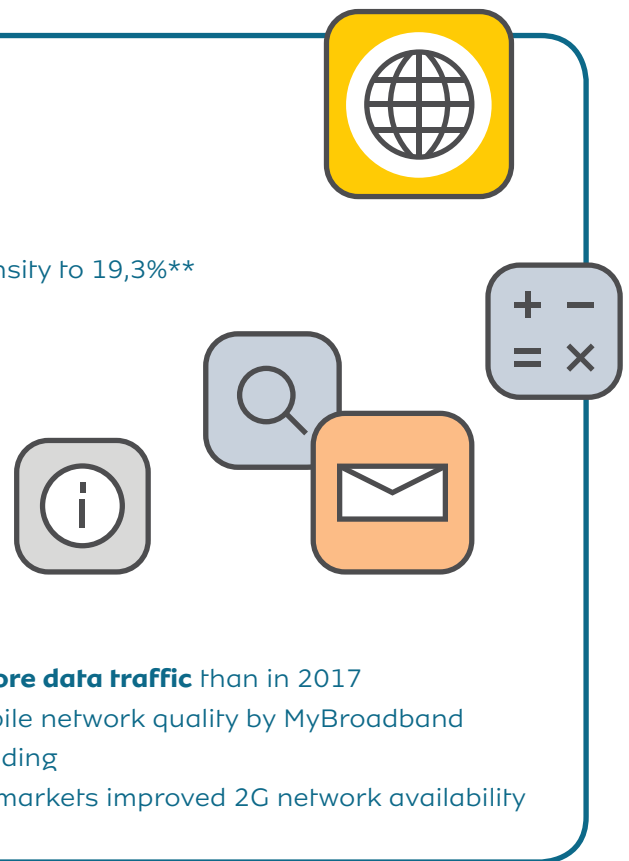 nsity to 19,3%**
i
ore data traffic than in 2017
bile network quality by MyBroadband
ding
markets improved 2G network availability